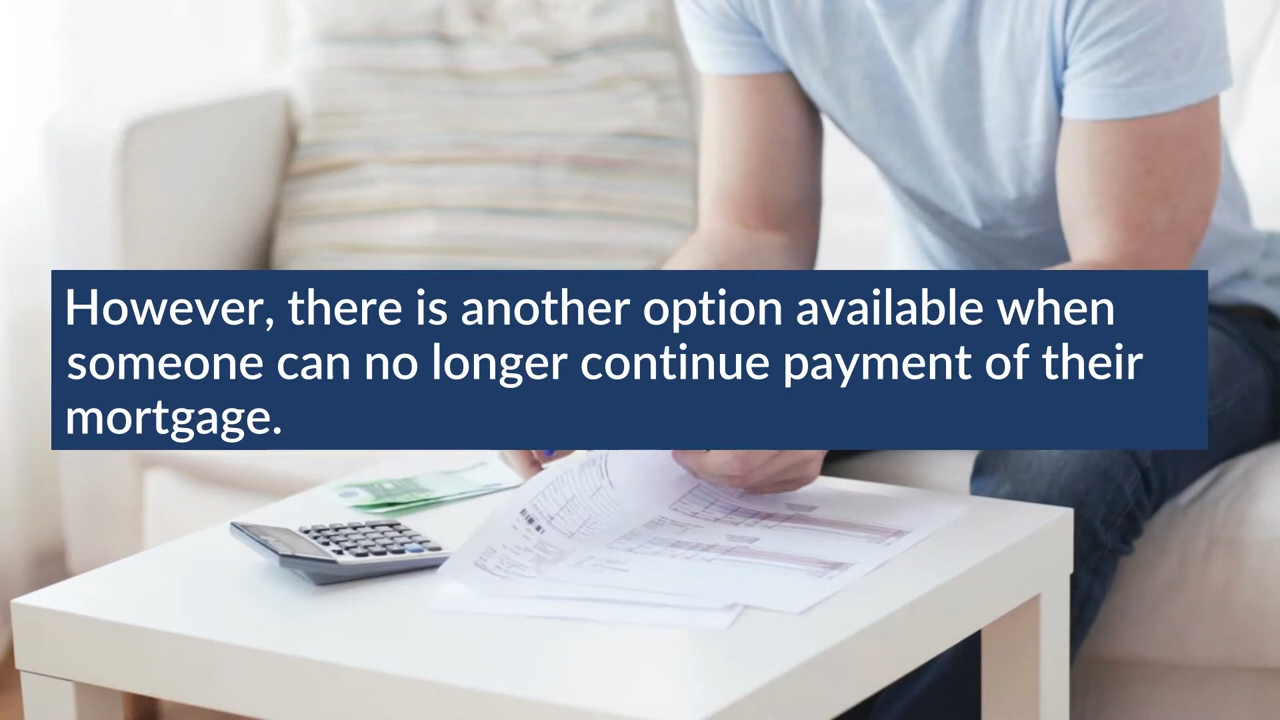 However, there is another option available when
someone can no longer continue payment of their
mortgage.